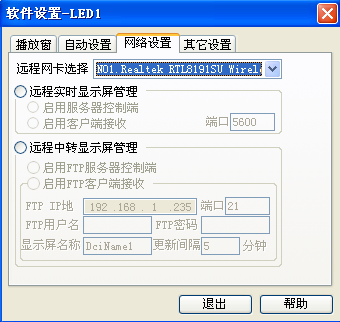 软件设置-LED1
播放窗 自动设置 网络设置 其它设置
远程网卡选择 NO1.Realtek RTL8191SU Wirele
远程实时显示屏管理
启用服务器控制端
启用客户端接收 端口 5600
远程中转显示屏管理
启用FTP服务器控制端
启用FTP客户端接收
FTP IP地 192 .168 . 1 .235 端口 21
FTP用户名 FTP密码
显示屏名称 DciName1 更新间隔 5 分钟
退出 帮助